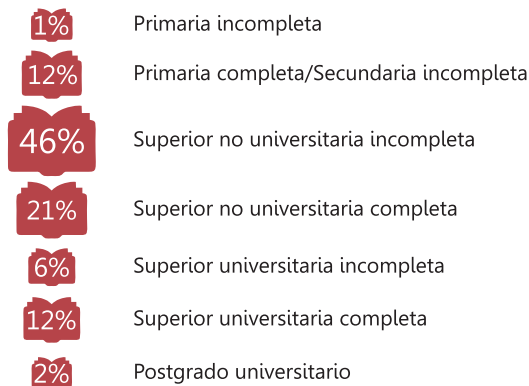 1% Primaria incompleta
12% Primaria completa/Secundaria incompleta
46% Superior no universitaria incompleta
21% Superior no universitaria completa
6% Superior universitaria incompleta
12% Superior universitaria completa
2% Postgrado universitario